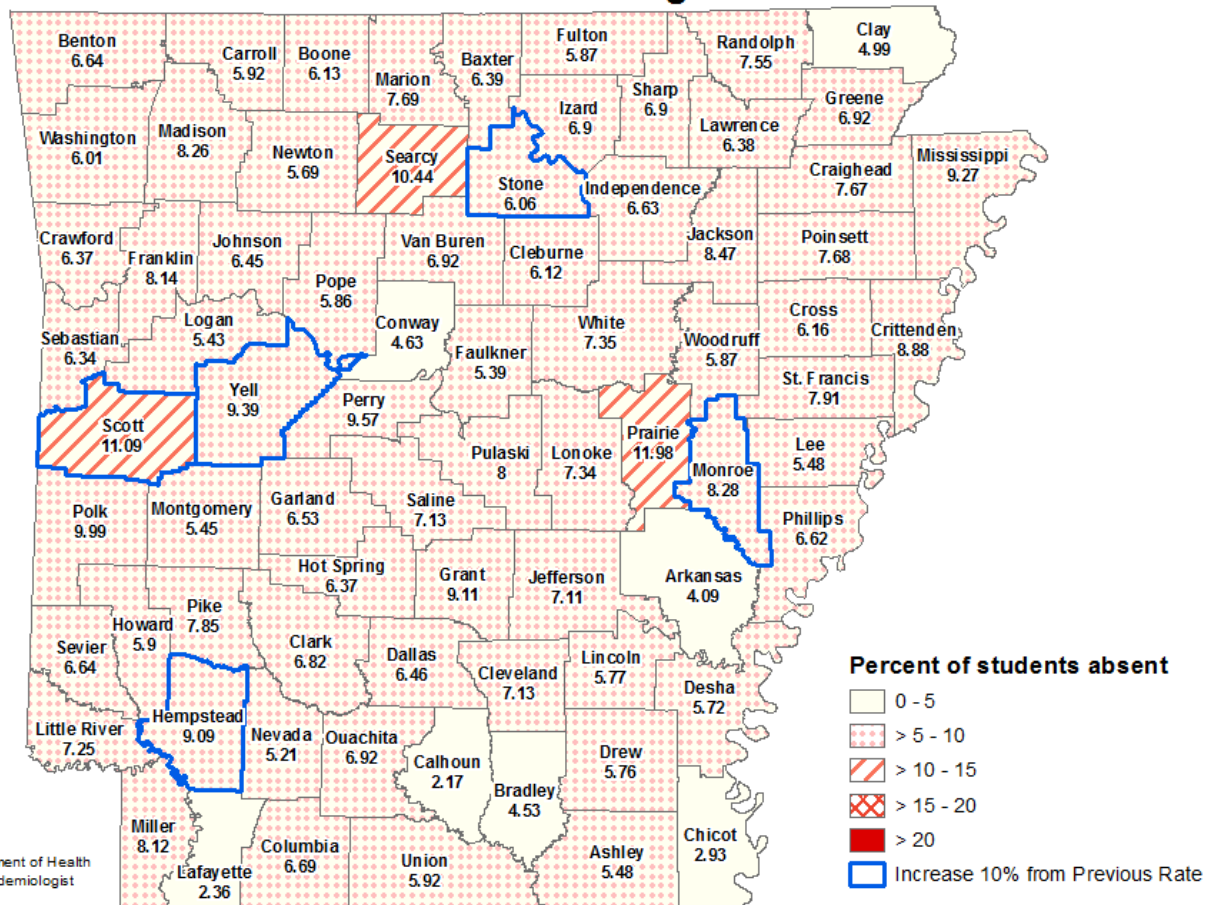 Benton
6.64
Carroll
5.92
Boone
6.13
Marion
7.69
Baxter
6.39
Fulton
5.87
Randolph
7.55
Clay
4.99
Washington
6.01
Madison
8.26
Newton
5.69
Searcy
10.44
Stone
6.06
Izard
6.9
Sharp
6.9
Lawrence
6.38
Greene
6.92
Independence
6.63
Craighead
7.67
Mississippi
9.27
Crawford
6.37
Franklin
8.14
Johnson
6.45
Pope
5.86
Van Buren
6.92
Cleburne
6.12
Jackson
8.47
Poinsett
7.68
Sebastian
6.34
Logan
5.43
Conway
4.63
Faulkner
5.39
White
7.35
Woodruff
5.87
Cross
6.16
Crittenden
8.88
Yell
9.39
Perry
9.57
St. Francis
7.91
Scott
11.09
Pulaski
8
Lonoke
7.34
Prairie
11.98
Monroe
8.28
Lee
5.48
Polk
9.99
Montgomery
5.45
Garland
6.53
Saline
7.13
Phillips
6.62
Hot Spring
6.37
Grant
9.11
Jefferson
7.11
Arkansas
4.09
Sevier
6.64
Howard
5.9
Pike
7.85
Clark
6.82
Dallas
6.46
Cleveland
7.13
Lincoln
5.77
Desha
5.72
Little River
7.25
Hempstead
9.09
Nevada
5.21
Ouachita
6.92
Calhoun
2.17
Bradley
4.53
Drew
5.76
Miller
8.12
Lafayette
2.36
Columbia
6.69
Union
5.92
Ashley
5.48
Chicot
2.93
ment of Health
demiologist
Percent of students absent
0 - 5
> 5 - 10
> 10 - 15
> 15 - 20
> 20
Increase 10% from Previous Rate